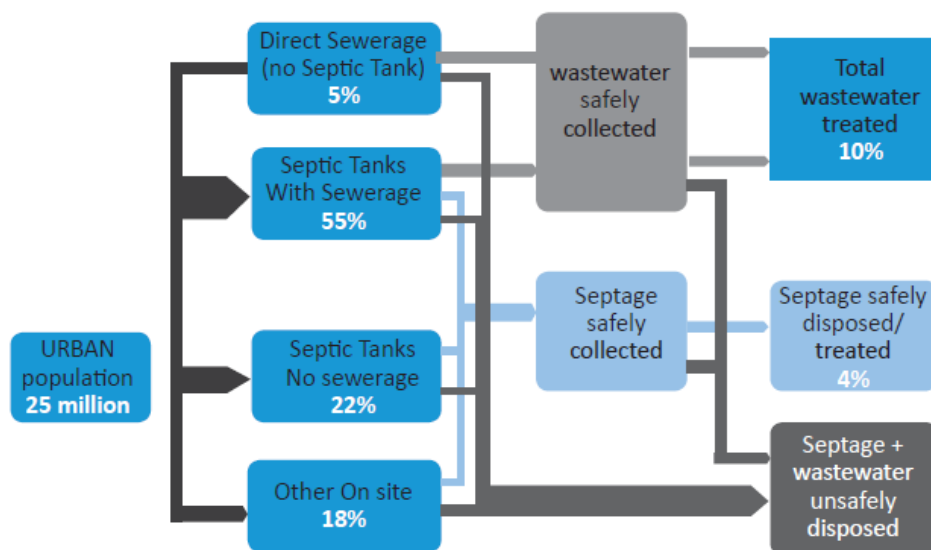 Direct Sewerage
(no Septic Tank)
5%
wastewater
safely
collected
Total
wastewater
treated
10%
Septic Tanks
With Sewerage
55%
Septage
safely
collected
Septage safely
disposed/
treated
4%
URBAN
population
25 million
Septic Tanks
No sewerage
22%
Other On site
18%
Septage +
wastewater
unsafely
disposed